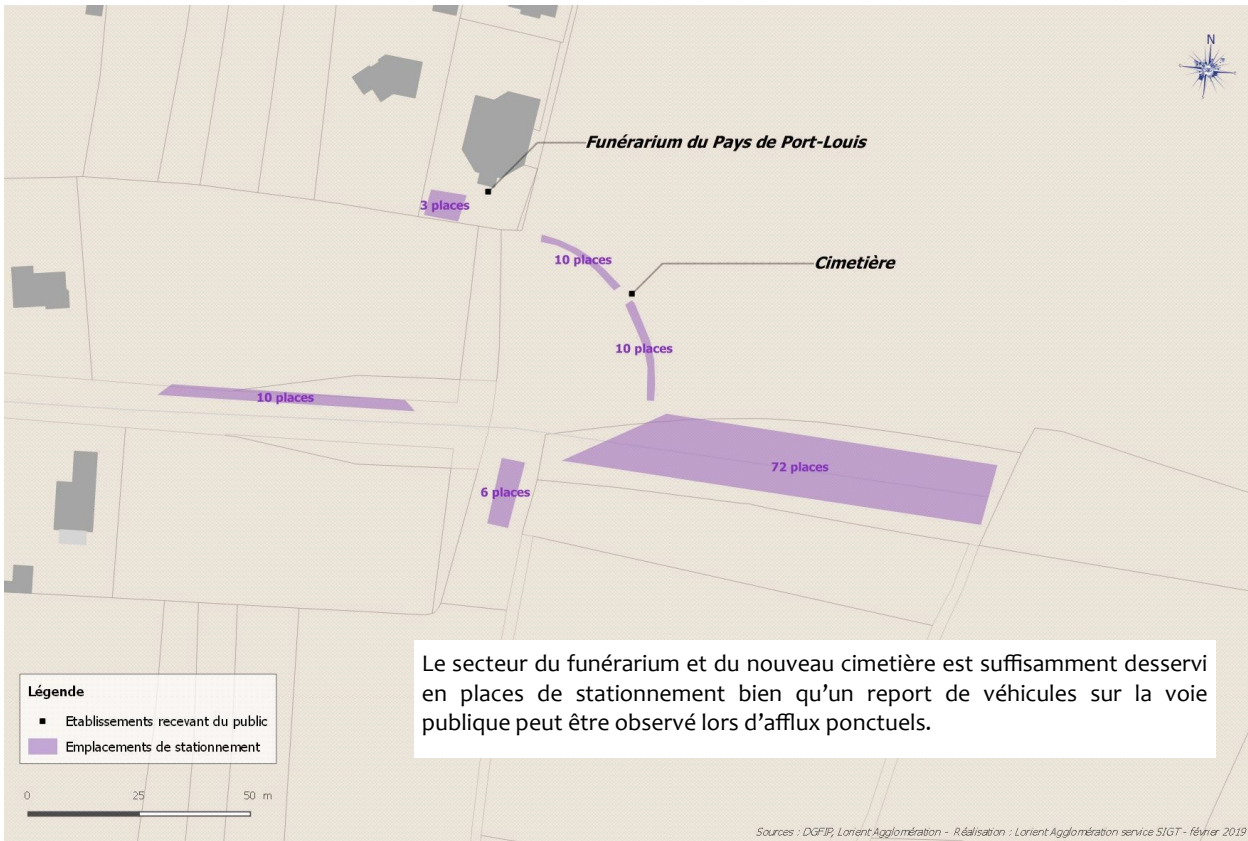 N
Funérarium du Pays de Port-Louis
3 places
10 places
Cimetière
10 places
10 places
72 places
6 places
Le secteur du funérarium et du nouveau cimetière est suffisamment desservi
en places de stationnement bien qu'un report de véhicules sur la voie
publique peut être observé lors d'afflux ponctuels.
Légende
Etablissements recevant du public
Emplacements de stationnement
0 25 50 m
Sources : DGFIP, Lorient Agglomération - Réalisation : Lorient Agglomération service SIGT - février 2019